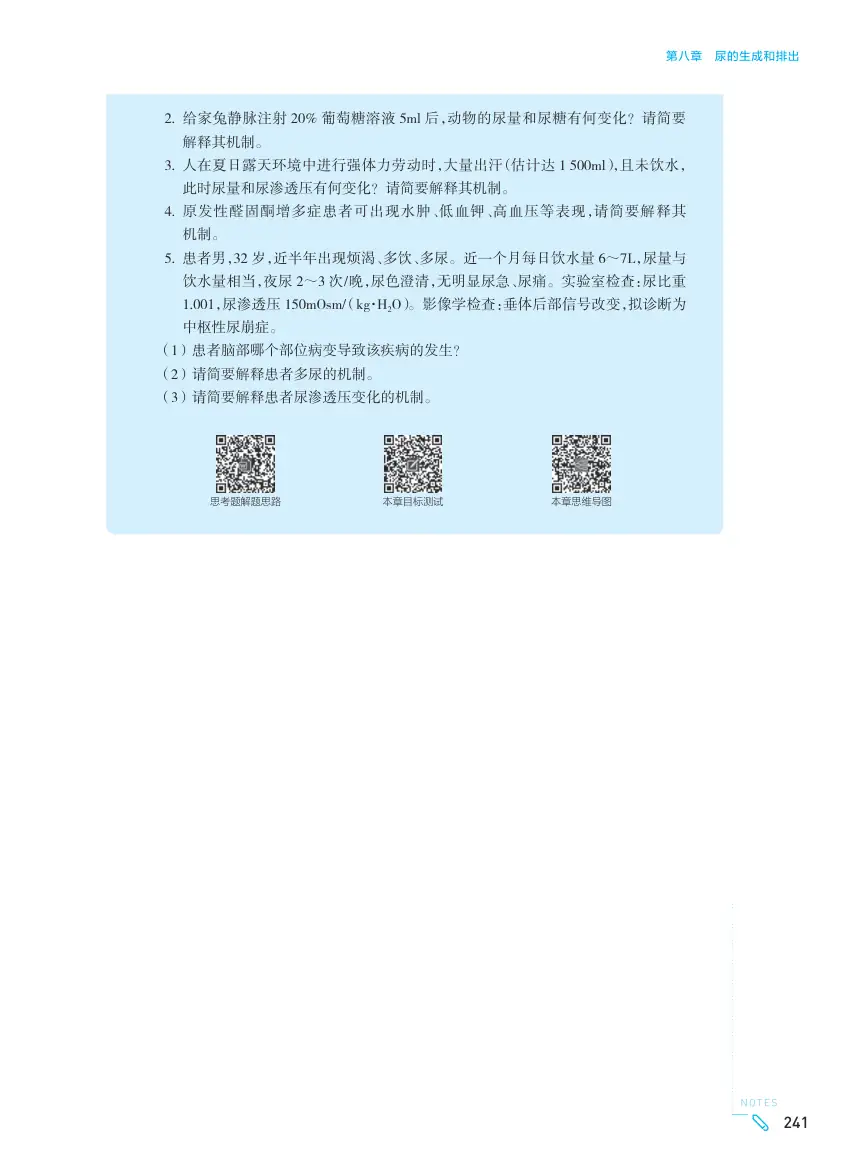 第八章 尿的生成和排出
2. 给家兔静脉注射 20% 葡萄糖溶液 5ml 后,动物的尿量和尿糖有何变化? 请简要
解释其机制。
3. 人在夏日露天环境中进行强体力劳动时,大量出汗(估计达 1 500ml),且未饮水,
此时尿量和尿渗透压有何变化? 请简要解释其机制。
4. 原发性醛固酮增多症患者可出现水肿、低血钾、高血压等表现,请简要解释其
机制。
5. 患者男,32 岁,近半年出现烦渴、多饮、多尿。近一个月每日饮水量 6~7L,尿量与
饮水量相当,夜尿 2~3 次/晚,尿色澄清,无明显尿急、尿痛。实验室检查:尿比重
1.001,尿渗透压 150mOsm/(kg·H₂O)。影像学检查:垂体后部信号改变,拟诊断为
中枢性尿崩症。
(1)患者脑部哪个部位病变导致该疾病的发生?
(2)请简要解释患者多尿的机制。
(3)请简要解释患者尿渗透压变化的机制。
思考题解题思路
本章目标测试
本章思维导图
NOTES
241